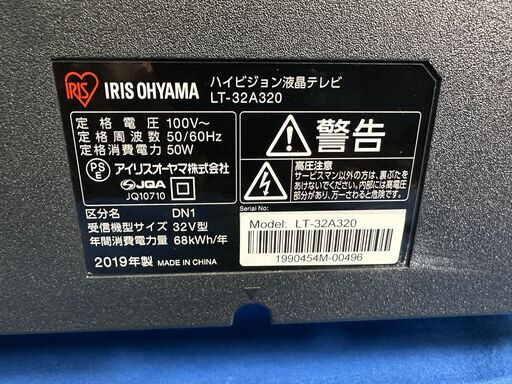 IRIS IRIS OHYAMA
ハイビジョン液晶テレビ
LT-32A320
定格電圧 100V~
定格周波数 50/60Hz
定格消費電力 50W
PS E アイリスオーヤマ株式会社
JQA
JQ10710
区分名 DN1
受信機型サイズ 32V型
年間消費電力量 68kWh/年
2019年製 MADE IN CHINA
警告
高圧注意
サービスマン以外の方は、裏ぶたを
あけないでください。内部には高圧
部分があり、万一さわると危険です。
Serial No.:
Model: LT-32A320
1990454M-00496